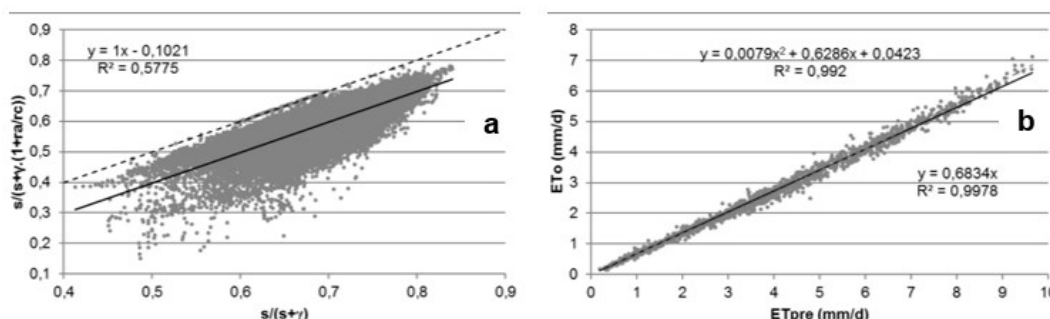 0,9
0,8
0,7
0,6
0,5
0,4
0,3
0,2
0,1
s/(s+γ.(1+ra/rc))
y = 1x - 0,1021
R² = 0,5775
a
0,4 0,5 0,6 0,7 0,8 0,9
s/(s+γ)
8
7
6
5
4
3
2
1
0
ETo (mm/d)
y = 0,0079x² + 0,6286x + 0,0423
R² = 0,992
b
y = 0,6834x
R² = 0,9978
0 1 2 3 4 5 6 7 8 9 10
ETpre (mm/d)